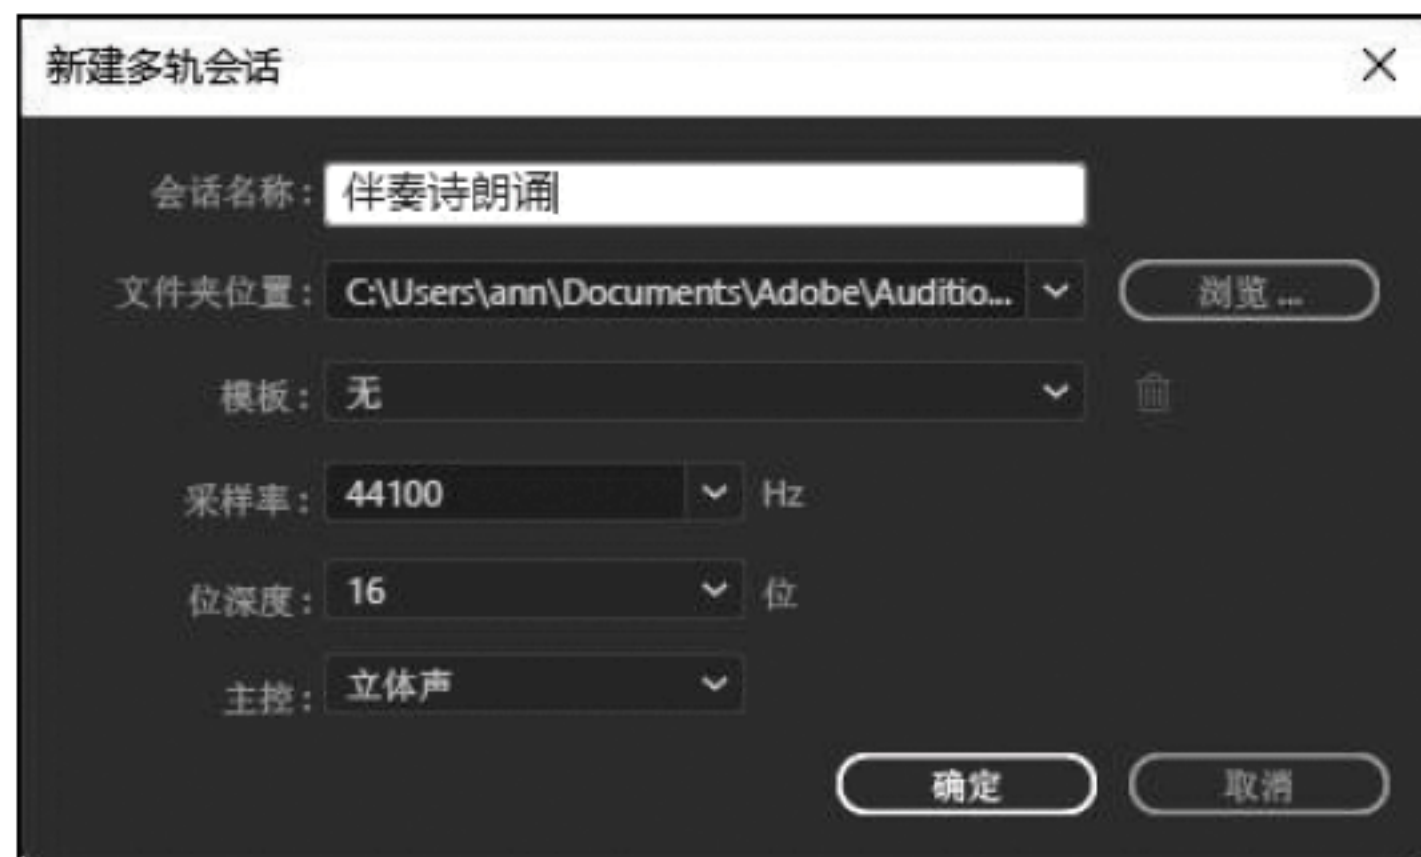 新建多轨会话
会话名称: 伴奏诗朗诵
文件夹位置: C:\Users\ann\Documents\Adobe\Auditio... 浏览...
模板: 无
采样率: 44100 Hz
位深度: 16 位
主控: 立体声
确定 取消